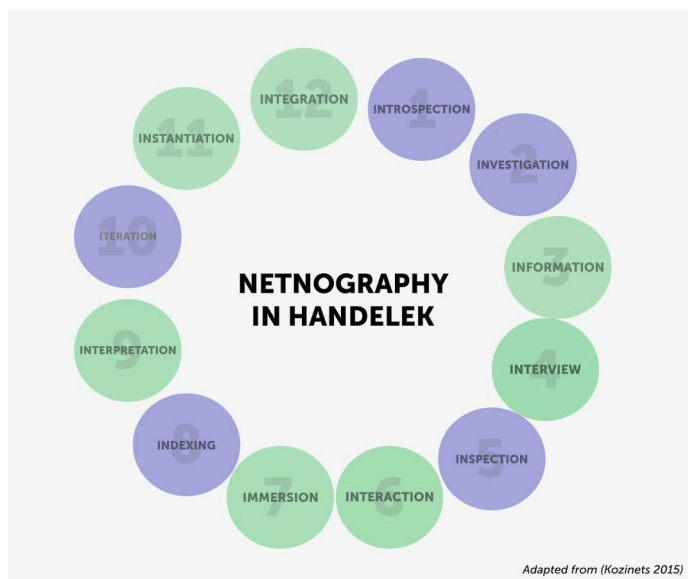 NETNOGRAPHY
IN HANDELEK
1
INTROSPECTION
2
INVESTIGATION
3
INFORMATION
4
INTERVIEW
5
INSPECTION
6
INTERACTION
7
IMMERSION
8
INDEXING
9
INTERPRETATION
10
ITERATION
11
INSTANTIATION
12
INTEGRATION
Adapted from (Kozinets 2015)